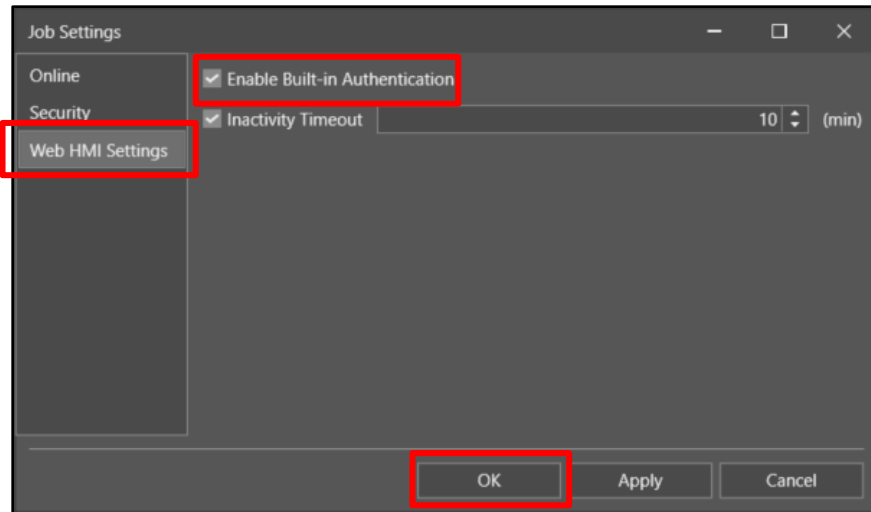 Job Settings
Online
Security
Web HMI Settings
Enable Built-in Authentication
Inactivity Timeout 10 (min)
OK Apply Cancel